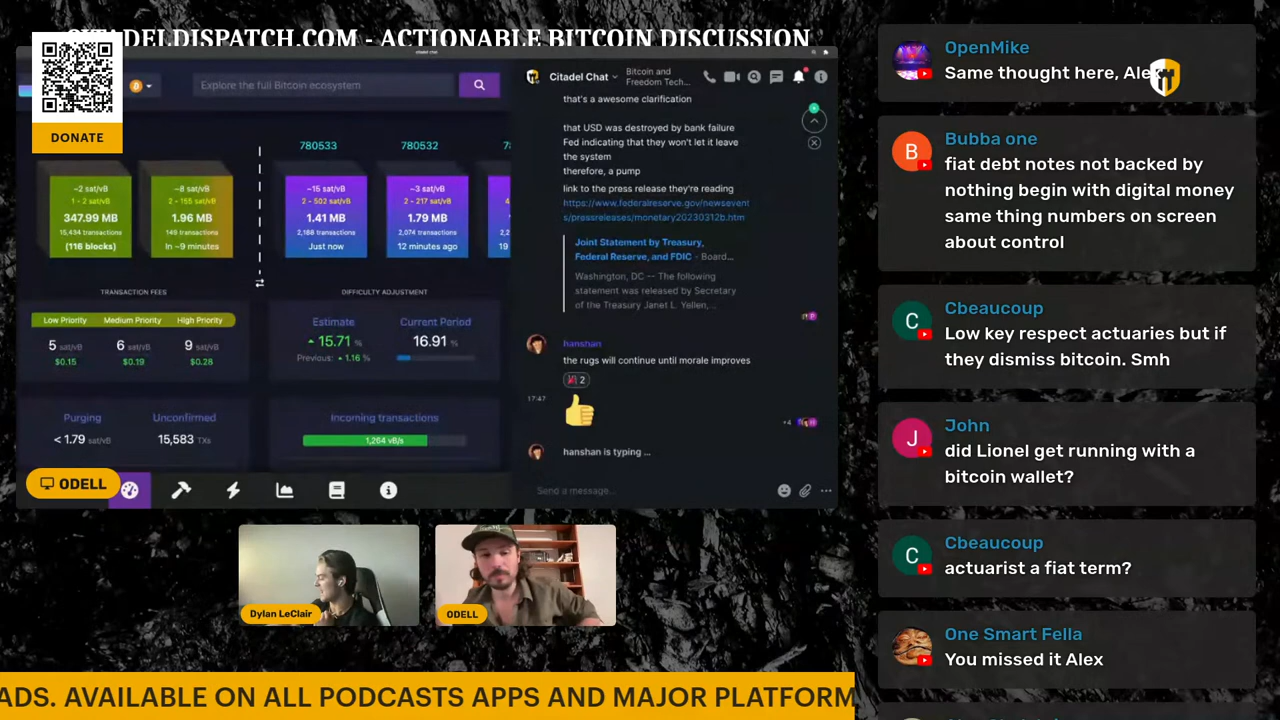 CITADELDISPATCH.COM - ACTIONABLE BITCOIN DISCUSSION
DONATE
Explore the full Bitcoin ecosystem
780533
780532
~2 sat/vB
1 - 2 sat/vB
347.99 MB
15,434 transactions
(116 blocks)
~8 sat/vB
2 - 155 sat/vB
1.96 MB
149 transactions
In ~9 minutes
~15 sat/vB
2 - 502 sat/vB
1.41 MB
2,188 transactions
Just now
~3 sat/vB
2 - 217 sat/vB
1.79 MB
2,074 transactions
12 minutes ago
TRANSACTION FEES
Low Priority
Medium Priority
High Priority
5 sat/vB
6 sat/vB
9 sat/vB
$0.15
$0.19
$0.28
DIFFICULTY ADJUSTMENT
Estimate
15.71 %
Previous: 1.16 %
Current Period
16.91 %
Purging
< 1.79 sat/vB
Unconfirmed
15,583 TXs
Incoming transactions
1,264 vB/s
ODELL
Citadel Chat
Bitcoin and
Freedom Tech...
that's a awesome clarification
that USD was destroyed by bank failure
Fed indicating that they won't let it leave
the system
therefore, a pump
link to the press release they're reading
https://www.federalreserve.gov/newsevent
s/pressreleases/monetary20230312b.htm
Joint Statement by Treasury,
Federal Reserve, and FDIC - Board...
Washington, DC -- The following
statement was released by Secretary
of the Treasury Janet L. Yellen,...
hanshan
the rugs will continue until morale improves
2
17:47
+4
hanshan is typing ...
Send a message...
Dylan LeClair
ODELL
ADS. AVAILABLE ON ALL PODCASTS APPS AND MAJOR PLATFORM
OpenMike
Same thought here, Alex
Bubba one
fiat debt notes not backed by
nothing begin with digital money
same thing numbers on screen
about control
Cbeaucoup
Low key respect actuaries but if
they dismiss bitcoin. Smh
John
did Lionel get running with a
bitcoin wallet?
Cbeaucoup
actuarist a fiat term?
One Smart Fella
You missed it Alex